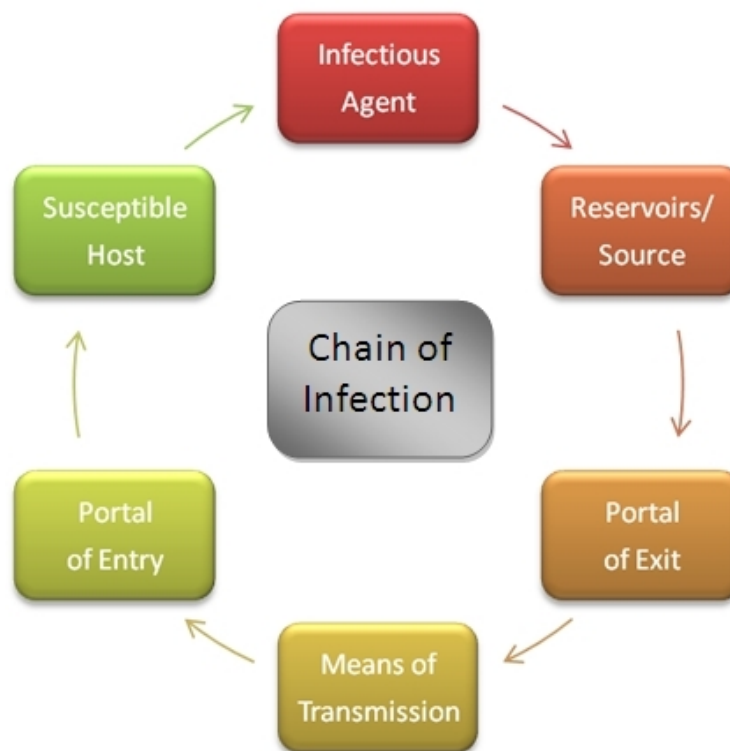 Infectious
Agent
Reservoirs/
Source
Portal
of Exit
Means of
Transmission
Portal
of Entry
Susceptible
Host
Chain of
Infection